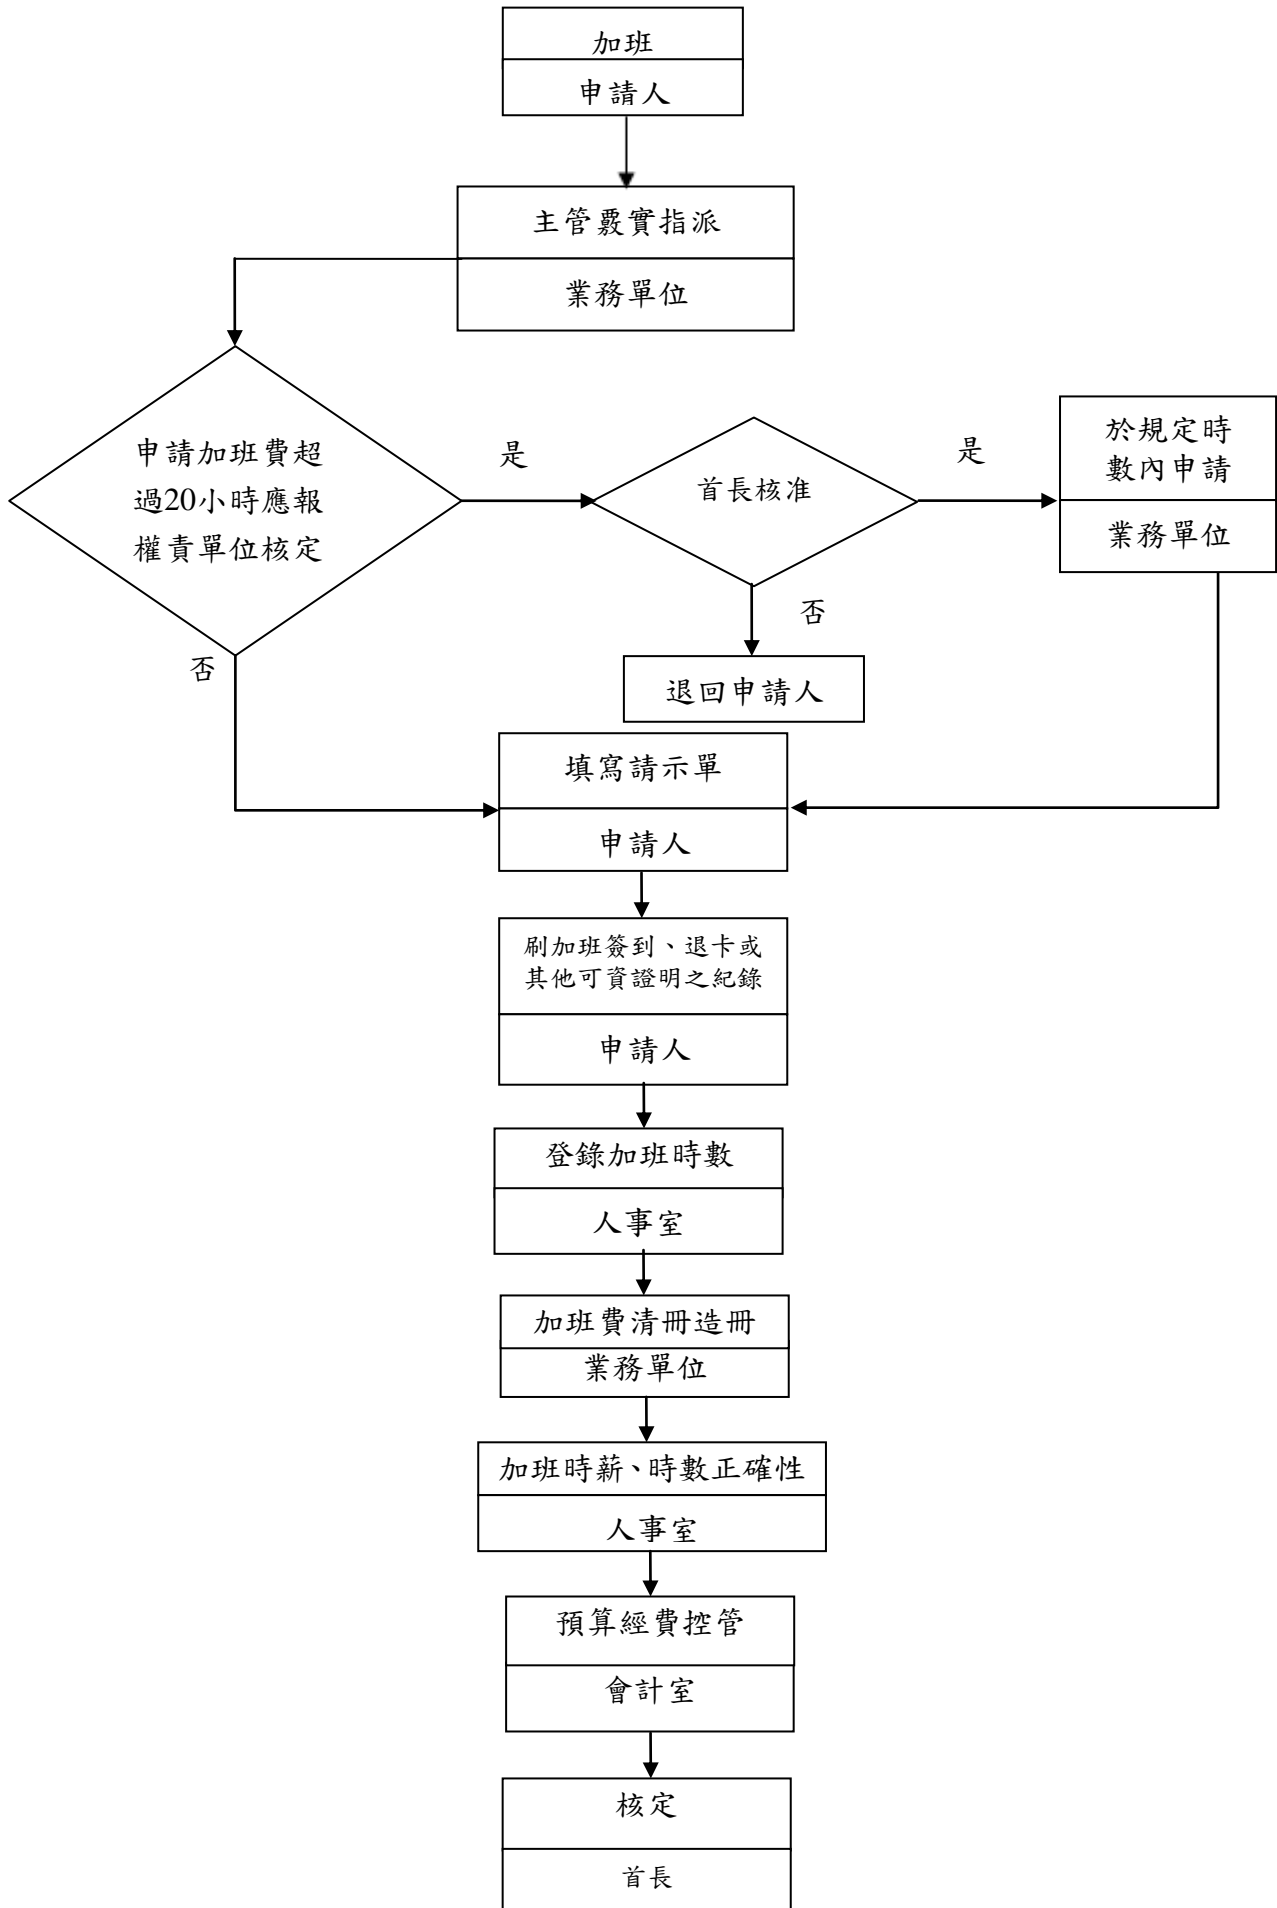 加班
申請人
主管覈實指派
業務單位
申請加班費超
過20小時應報
權責單位核定
是
首長核准
是
於規定時
數內申請
業務單位
否
否
退回申請人
填寫請示單
申請人
刷加班簽到、退卡或
其他可資證明之紀錄
申請人
登錄加班時數
人事室
加班費清冊造冊
業務單位
加班時薪、時數正確性
人事室
預算經費控管
會計室
核定
首長